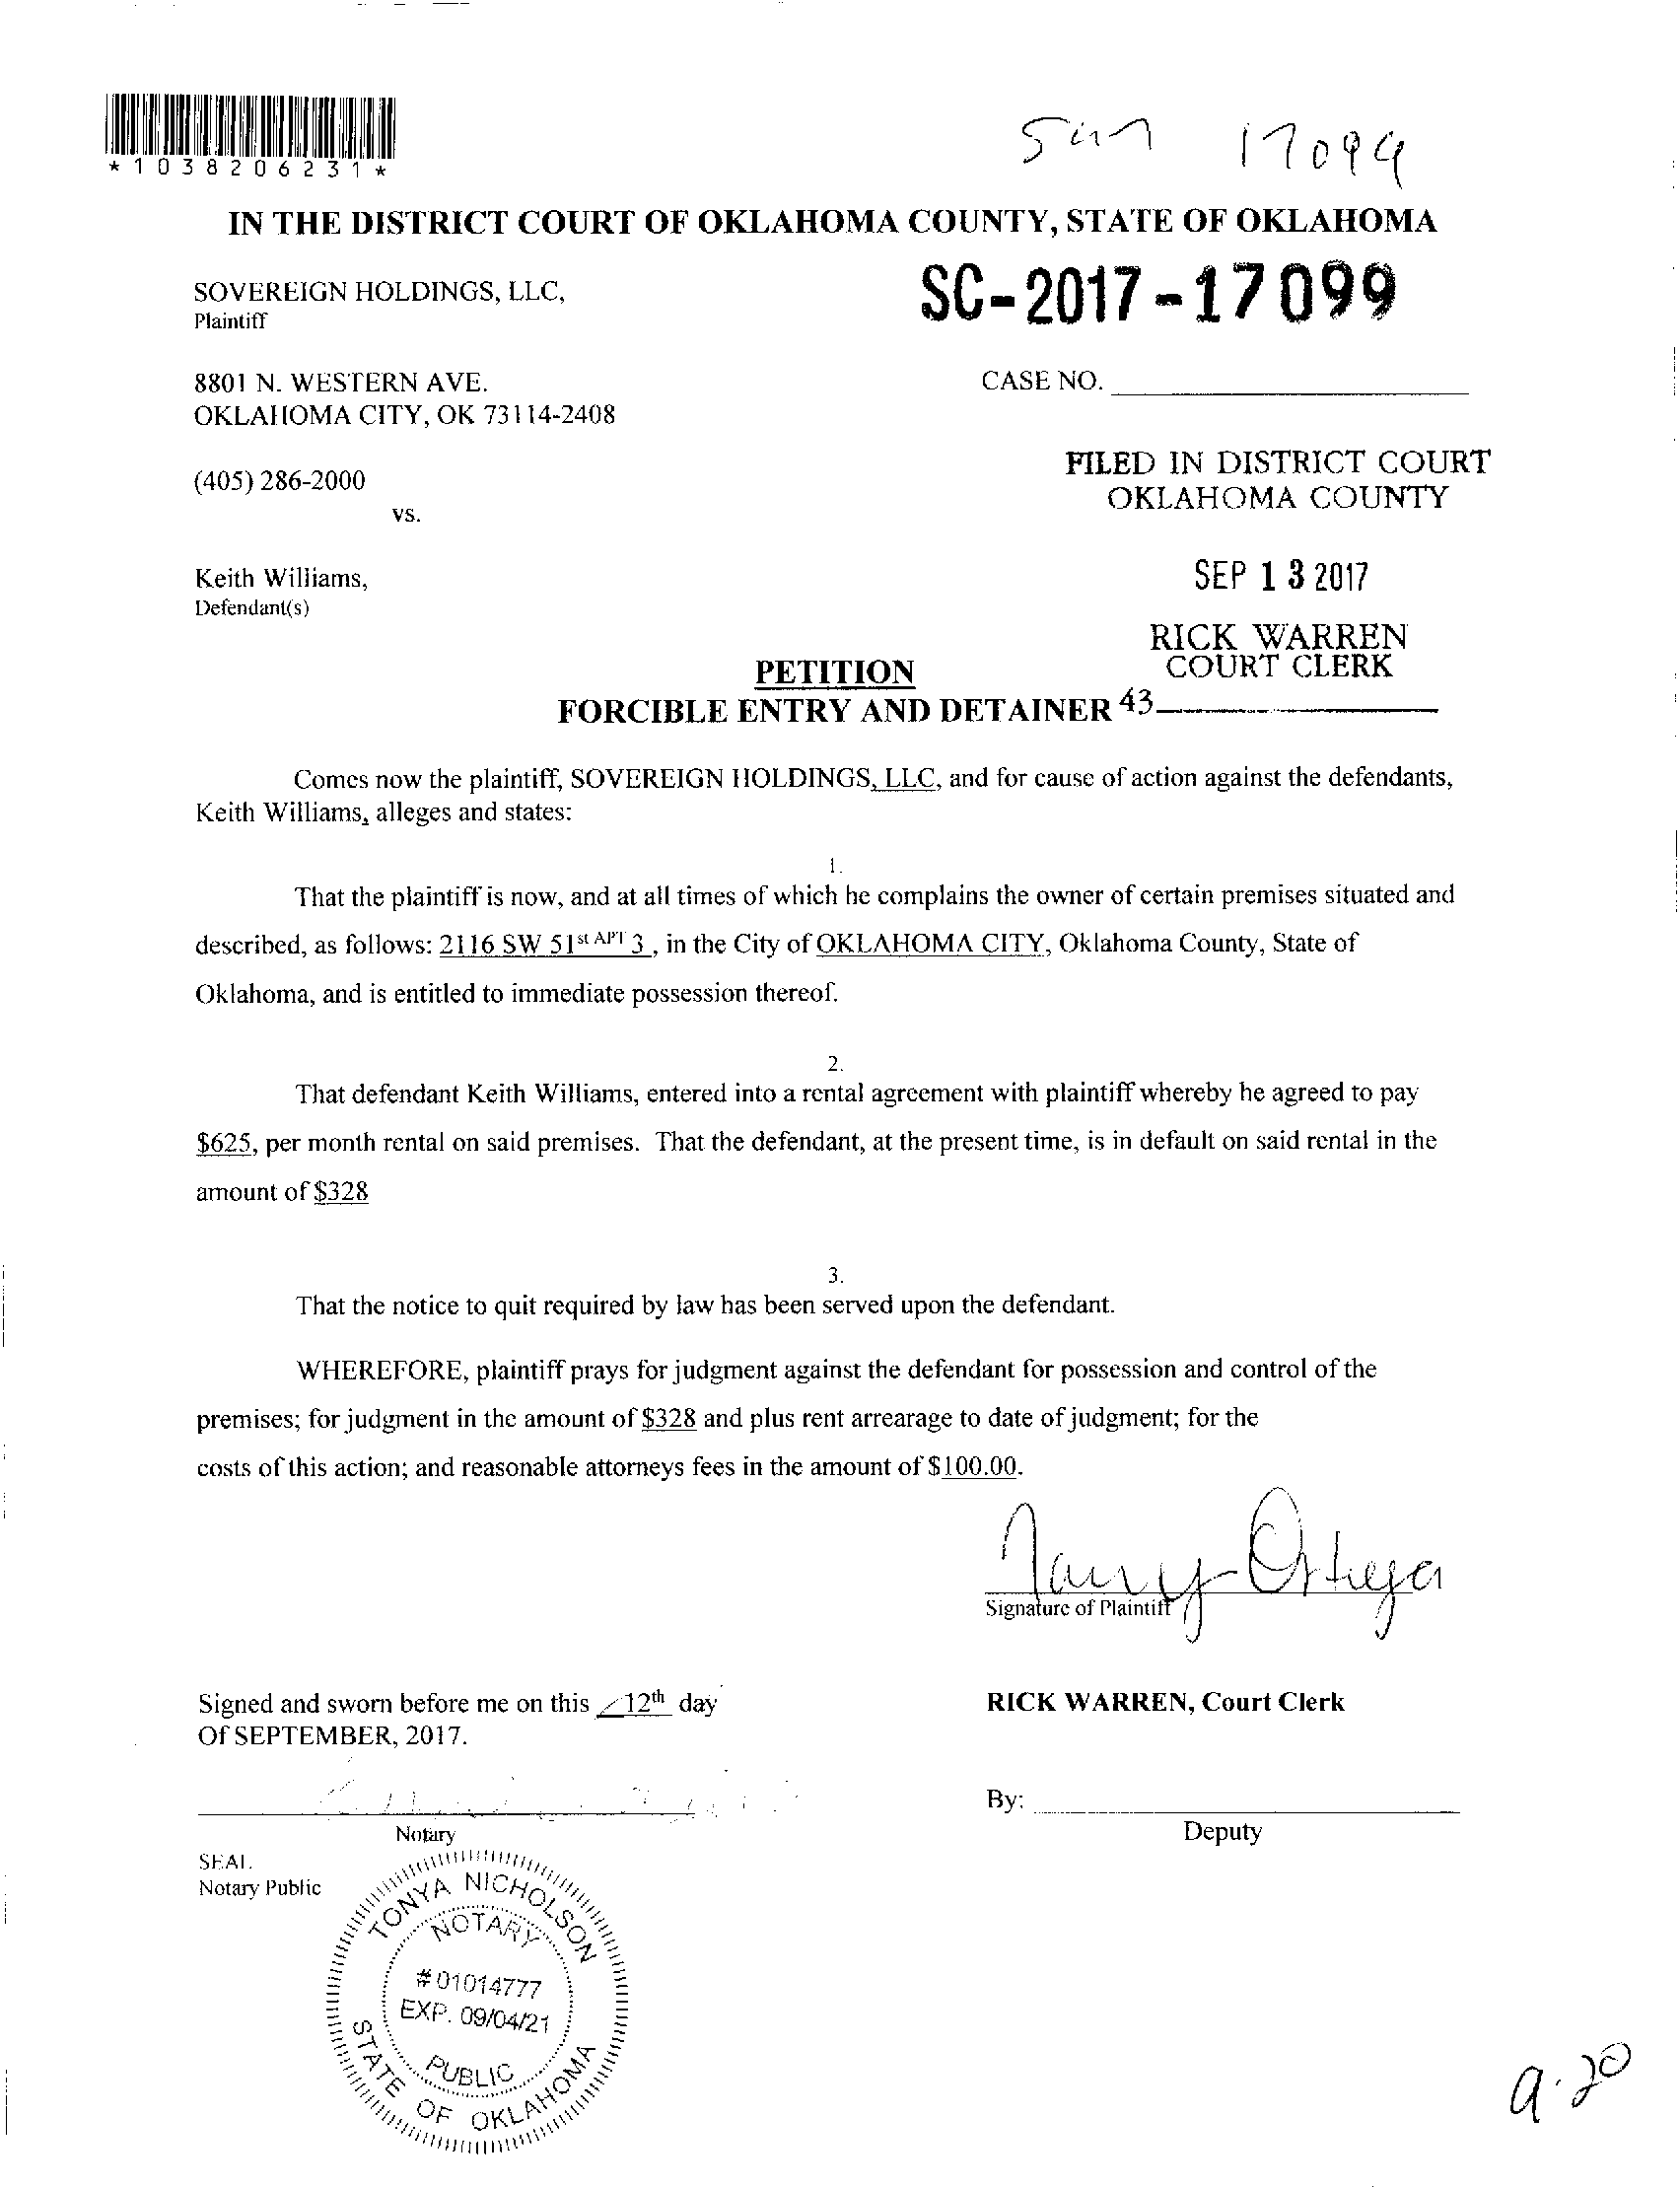 *1038206231*
17099
IN THE DISTRICT COURT OF OKLAHOMA COUNTY, STATE OF OKLAHOMA
SOVEREIGN HOLDINGS, LLC,
Plaintiff
SC-2017-17099
8801 N. WESTERN AVE.
OKLAHOMA CITY, OK 73114-2408
CASE NO.
(405) 286-2000
vs.
FILED IN DISTRICT COURT
OKLAHOMA COUNTY
Keith Williams,
Defendant(s)
SEP 13 2017
RICK WARREN
COURT CLERK
PETITION
FORCIBLE ENTRY AND DETAINER 43
Comes now the plaintiff, SOVEREIGN HOLDINGS, LLC, and for cause of action against the defendants,
Keith Williams, alleges and states:
1.
That the plaintiff is now, and at all times of which he complains the owner of certain premises situated and
described, as follows: 2116 SW 51st APT 3 , in the City of OKLAHOMA CITY, Oklahoma County, State of
Oklahoma, and is entitled to immediate possession thereof.
2.
That defendant Keith Williams, entered into a rental agreement with plaintiff whereby he agreed to pay
$625, per month rental on said premises. That the defendant, at the present time, is in default on said rental in the
amount of $328
3.
That the notice to quit required by law has been served upon the defendant.
WHEREFORE, plaintiff prays for judgment against the defendant for possession and control of the
premises; for judgment in the amount of $328 and plus rent arrearage to date of judgment; for the
costs of this action; and reasonable attorneys fees in the amount of $100.00.
Ortega
Signature of Plaintiff
Signed and sworn before me on this 12th day
Of SEPTEMBER, 2017.
RICK WARREN, Court Clerk
By:
Deputy
Notary
SEAL
Notary Public
TONYA NICHOLSON
NOTARY
#01014777
EXP. 09/04/21
PUBLIC
STATE OF OKLAHOMA
9.20